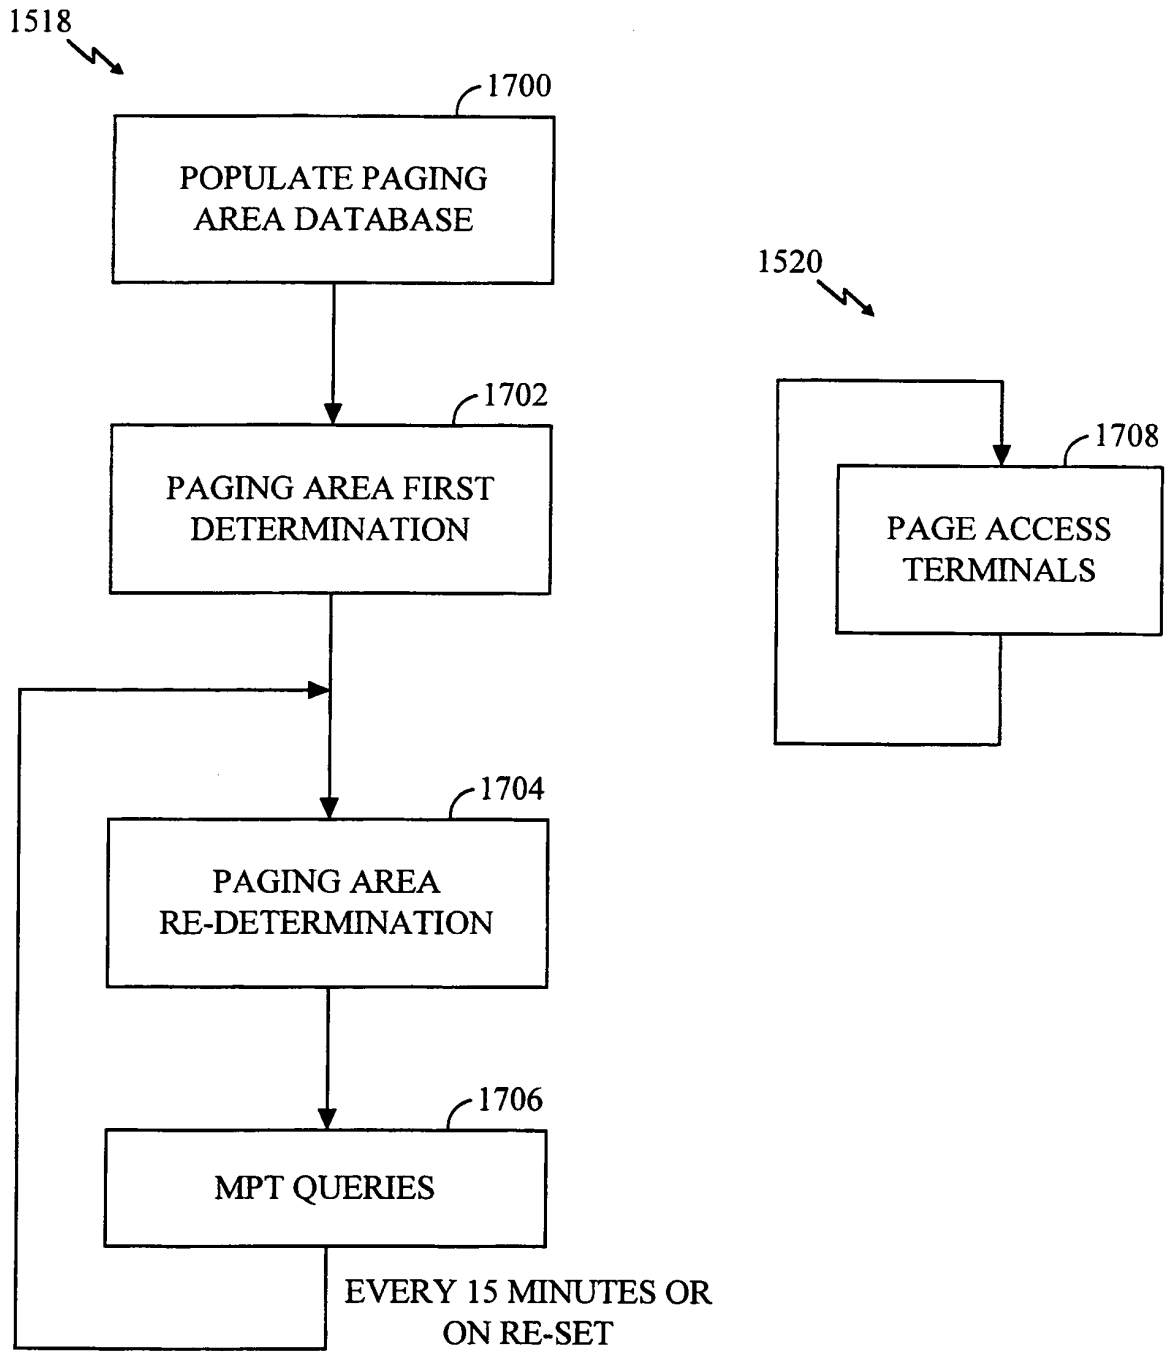 1518
1700
POPULATE PAGING
AREA DATABASE
1702
PAGING AREA FIRST
DETERMINATION
1704
PAGING AREA
RE-DETERMINATION
1706
MPT QUERIES
EVERY 15 MINUTES OR
ON RE-SET
1520
1708
PAGE ACCESS
TERMINALS